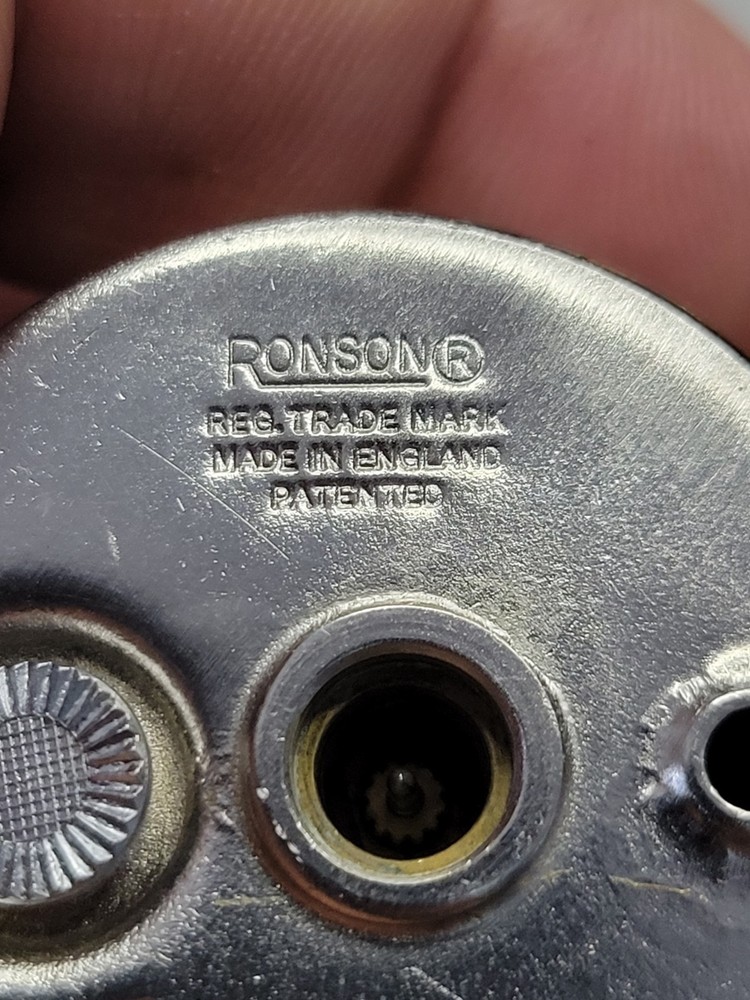 RONSON®
REG. TRADE MARK
MADE IN ENGLAND
PATENTED